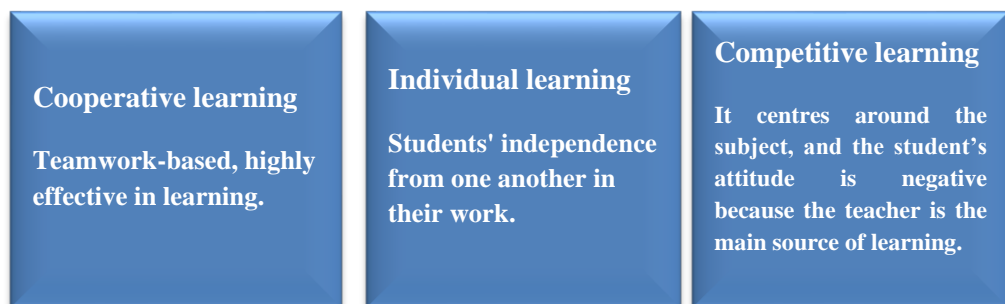 Cooperative learning
Teamwork-based, highly
effective in learning.
Individual learning
Students' independence
from one another in
their work.
Competitive learning
It centres around the
subject, and the student’s
attitude is negative
because the teacher is the
main source of learning.